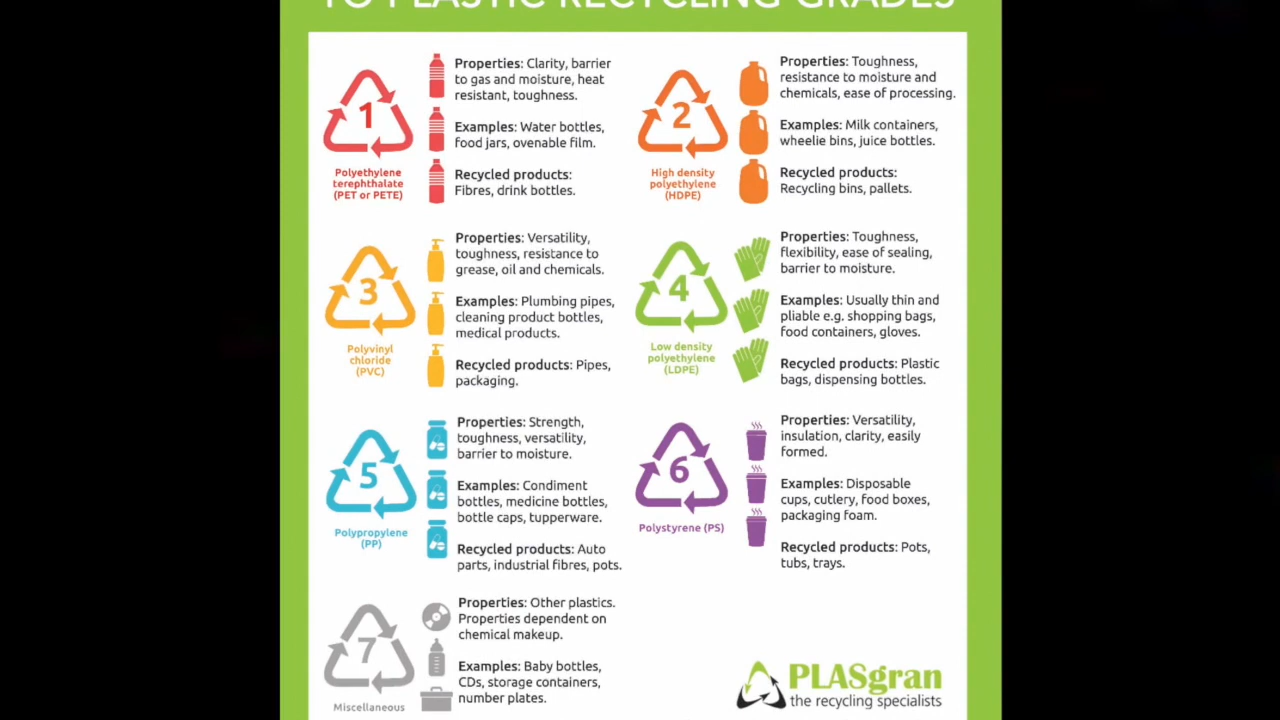 TO PLASTIC RECYCLING GRADES
1
Polyethylene
terephthalate
(PET or PETE)
Properties: Clarity, barrier
to gas and moisture, heat
resistant, toughness.
Examples: Water bottles,
food jars, ovenable film.
Recycled products:
Fibres, drink bottles.
2
High density
polyethylene
(HDPE)
Properties: Toughness,
resistance to moisture and
chemicals, ease of processing.
Examples: Milk containers,
wheelie bins, juice bottles.
Recycled products:
Recycling bins, pallets.
3
Polyvinyl
chloride
(PVC)
Properties: Versatility,
toughness, resistance to
grease, oil and chemicals.
Examples: Plumbing pipes,
cleaning product bottles,
medical products.
Recycled products: Pipes,
packaging.
4
Low density
polyethylene
(LDPE)
Properties: Toughness,
flexibility, ease of sealing,
barrier to moisture.
Examples: Usually thin and
pliable e.g. shopping bags,
food containers, gloves.
Recycled products: Plastic
bags, dispensing bottles.
5
Polypropylene
(PP)
Properties: Strength,
toughness, versatility,
barrier to moisture.
Examples: Condiment
bottles, medicine bottles,
bottle caps, tupperware.
Recycled products: Auto
parts, industrial fibres, pots.
6
Polystyrene (PS)
Properties: Versatility,
insulation, clarity, easily
formed.
Examples: Disposable
cups, cutlery, food boxes,
packaging foam.
Recycled products: Pots,
tubs, trays.
7
Miscellaneous
Properties: Other plastics.
Properties dependent on
chemical makeup.
Examples: Baby bottles,
CDs, storage containers,
number plates.
PLASgran
the recycling specialists